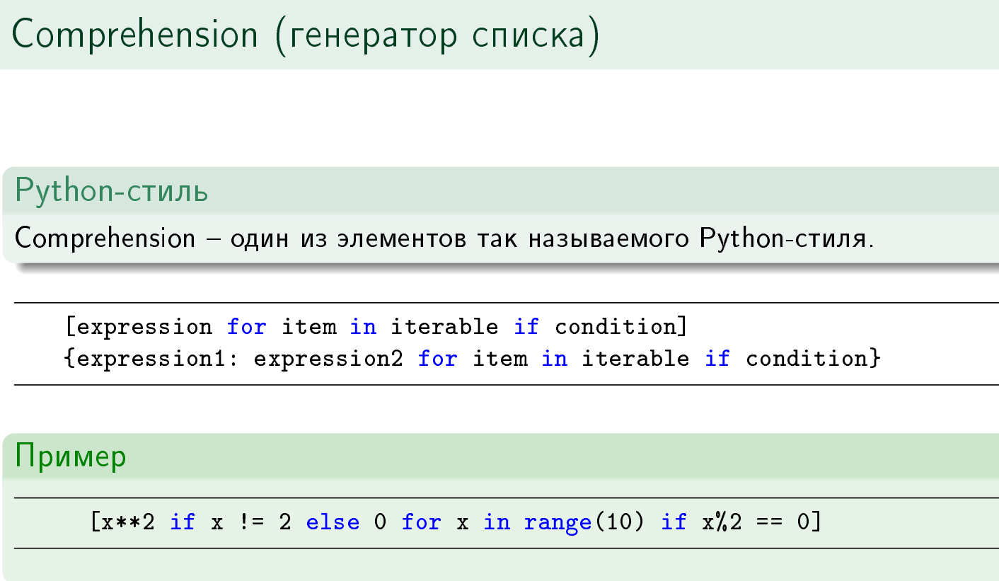 Comprehension (генератор списка)
Python-стиль
Comprehension – один из элементов так называемого Python-стиля.
[expression for item in iterable if condition]
{expression1: expression2 for item in iterable if condition}
Пример
[x**2 if x != 2 else 0 for x in range(10) if x%2 == 0]